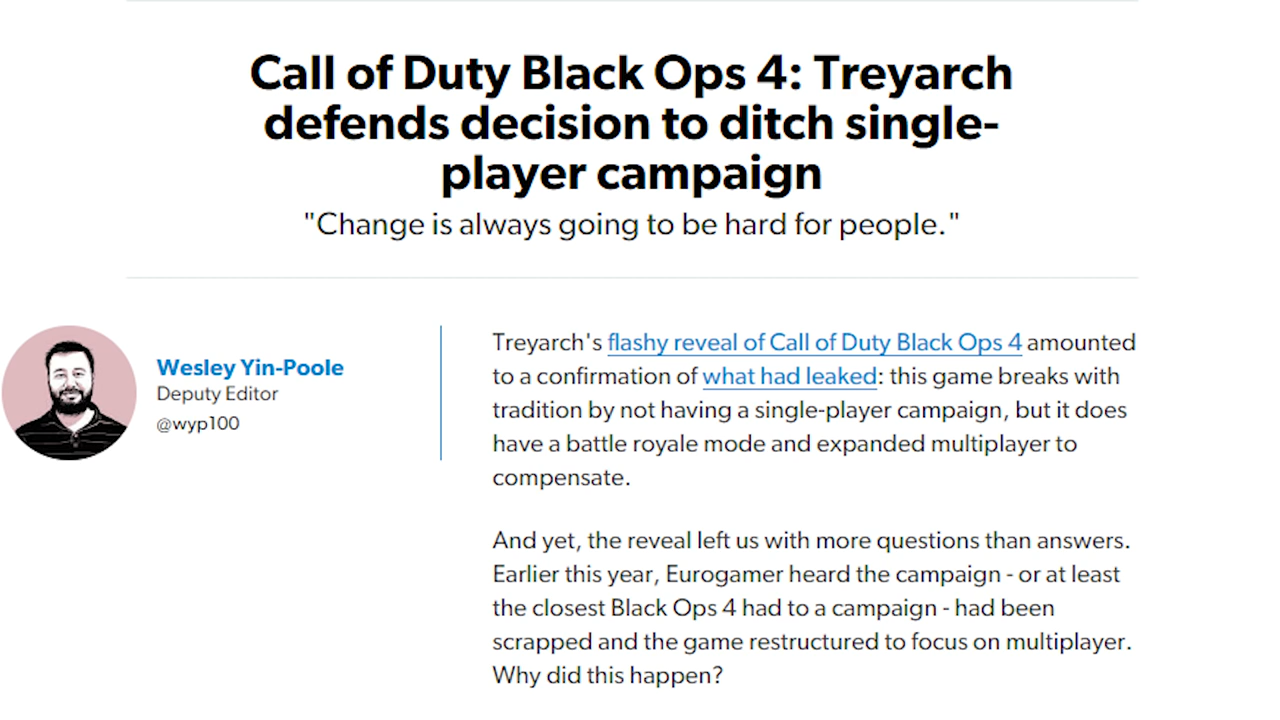 Call of Duty Black Ops 4: Treyarch
defends decision to ditch single-
player campaign
"Change is always going to be hard for people."
Wesley Yin-Poole
Deputy Editor
@wyp100
Treyarch's flashy reveal of Call of Duty Black Ops 4 amounted
to a confirmation of what had leaked: this game breaks with
tradition by not having a single-player campaign, but it does
have a battle royale mode and expanded multiplayer to
compensate.
And yet, the reveal left us with more questions than answers.
Earlier this year, Eurogamer heard the campaign - or at least
the closest Black Ops 4 had to a campaign - had been
scrapped and the game restructured to focus on multiplayer.
Why did this happen?